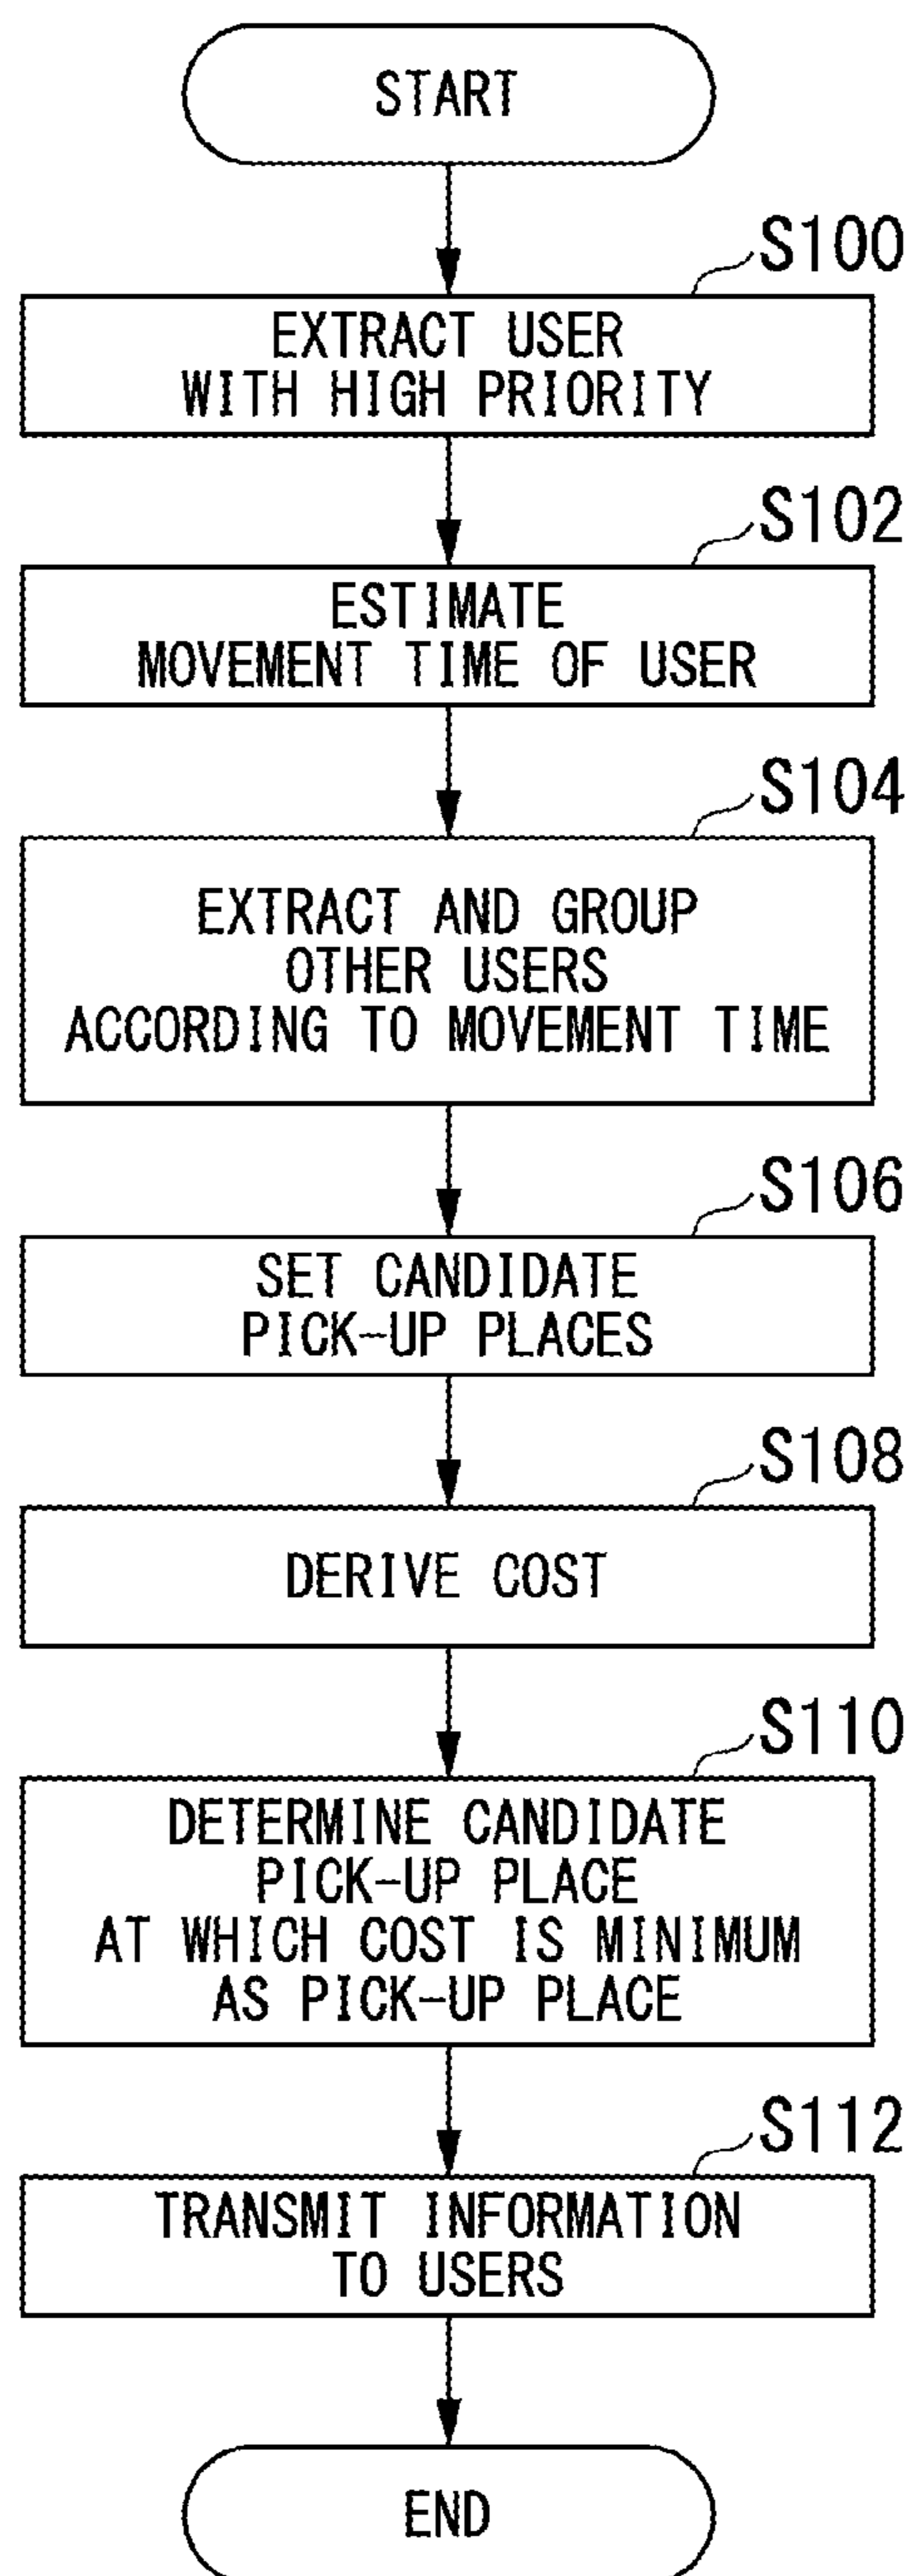 START
S100
EXTRACT USER
WITH HIGH PRIORITY
S102
ESTIMATE
MOVEMENT TIME OF USER
S104
EXTRACT AND GROUP
OTHER USERS
ACCORDING TO MOVEMENT TIME
S106
SET CANDIDATE
PICK-UP PLACES
S108
DERIVE COST
S110
DETERMINE CANDIDATE
PICK-UP PLACE
AT WHICH COST IS MINIMUM
AS PICK-UP PLACE
S112
TRANSMIT INFORMATION
TO USERS
END